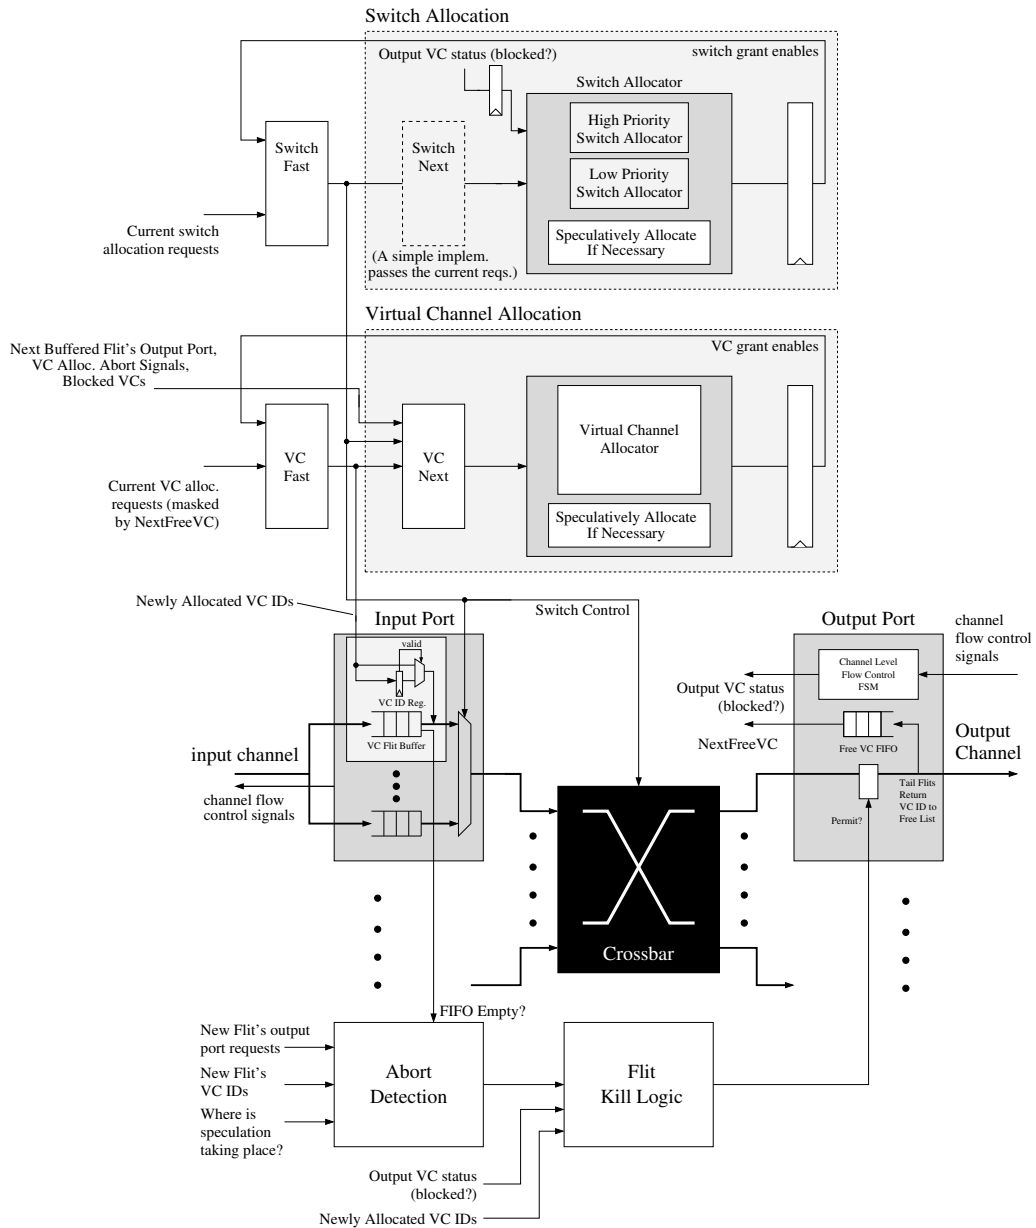 Switch Allocation
Output VC status (blocked?)
switch grant enables
Switch Allocator
High Priority
Switch Allocator
Switch
Fast
Switch
Next
Low Priority
Switch Allocator
Current switch
allocation requests
Speculatively Allocate
If Necessary
(A simple implem.
passes the current reqs.)
Virtual Channel Allocation
Next Buffered Flit's Output Port,
VC Alloc. Abort Signals,
Blocked VCs
VC grant enables
Virtual Channel
Allocator
VC
Fast
VC
Next
Current VC alloc.
requests (masked
by NextFreeVC)
Speculatively Allocate
If Necessary
Newly Allocated VC IDs
Switch Control
Input Port
Output Port
channel
flow control
signals
valid
VC ID Reg.
VC Flit Buffer
Channel Level
Flow Control
FSM
Output VC status
(blocked?)
NextFreeVC
Free VC FIFO
Output
Channel
input channel
channel flow
control signals
Tail Flits
Return
VC ID to
Free List
Permit?
Crossbar
FIFO Empty?
New Flit's output
port requests
New Flit's
VC IDs
Where is
speculation
taking place?
Abort
Detection
Flit
Kill Logic
Output VC status
(blocked?)
Newly Allocated VC IDs